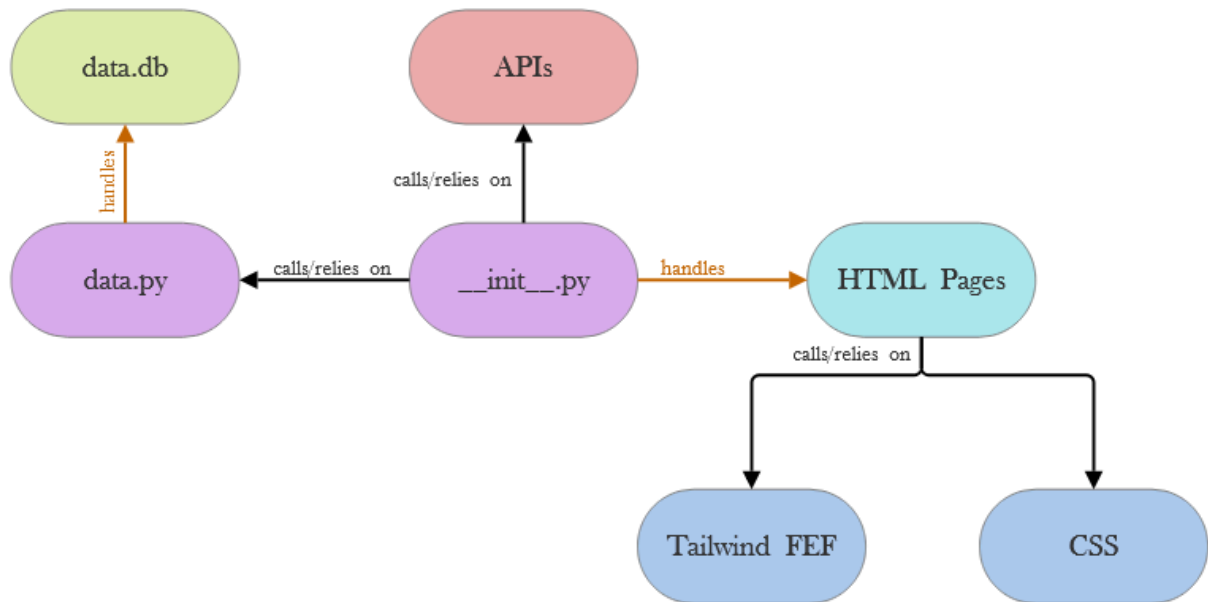 data.db
APIs
handles
calls/relies on
data.py
calls/relies on
__init__.py
handles
HTML Pages
calls/relies on
Tailwind FEF
CSS